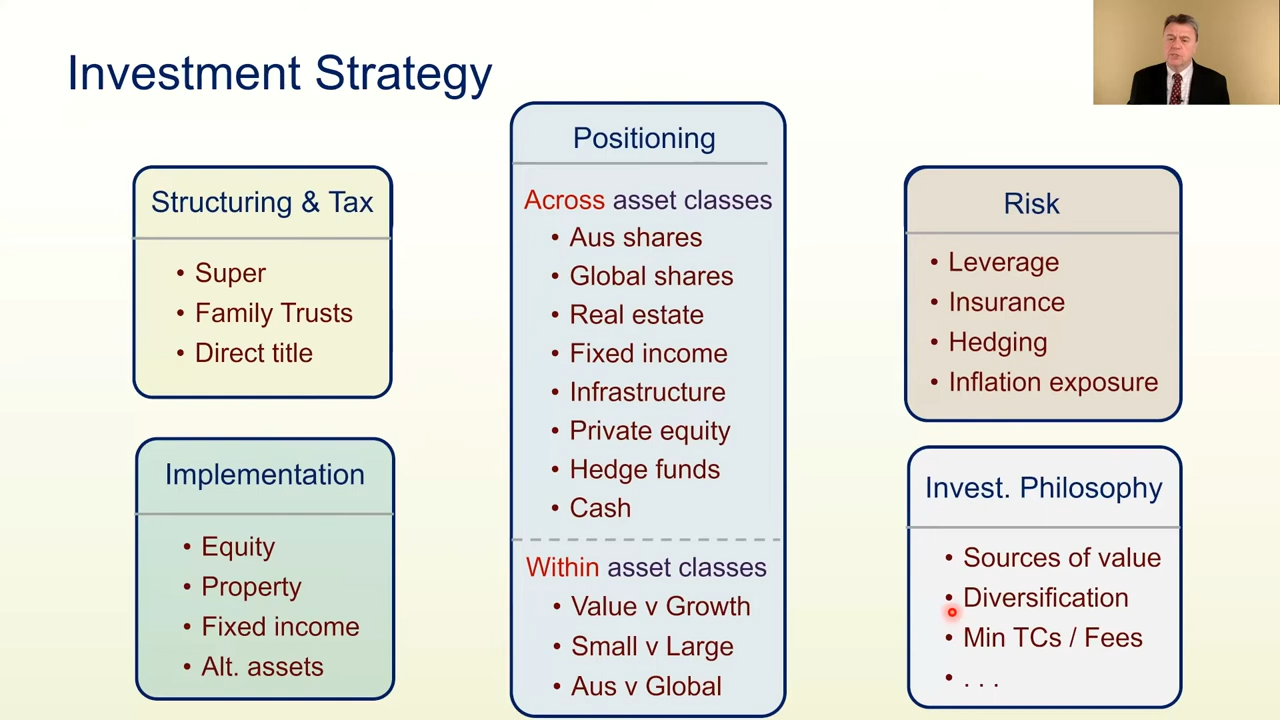 Investment Strategy
Structuring & Tax
• Super
• Family Trusts
• Direct title
Implementation
• Equity
• Property
• Fixed income
• Alt. assets
Positioning
Across asset classes
• Aus shares
• Global shares
• Real estate
• Fixed income
• Infrastructure
• Private equity
• Hedge funds
• Cash
Within asset classes
• Value v Growth
• Small v Large
• Aus v Global
Risk
• Leverage
• Insurance
• Hedging
• Inflation exposure
Invest. Philosophy
• Sources of value
• Diversification
• Min TCs / Fees
• . . .